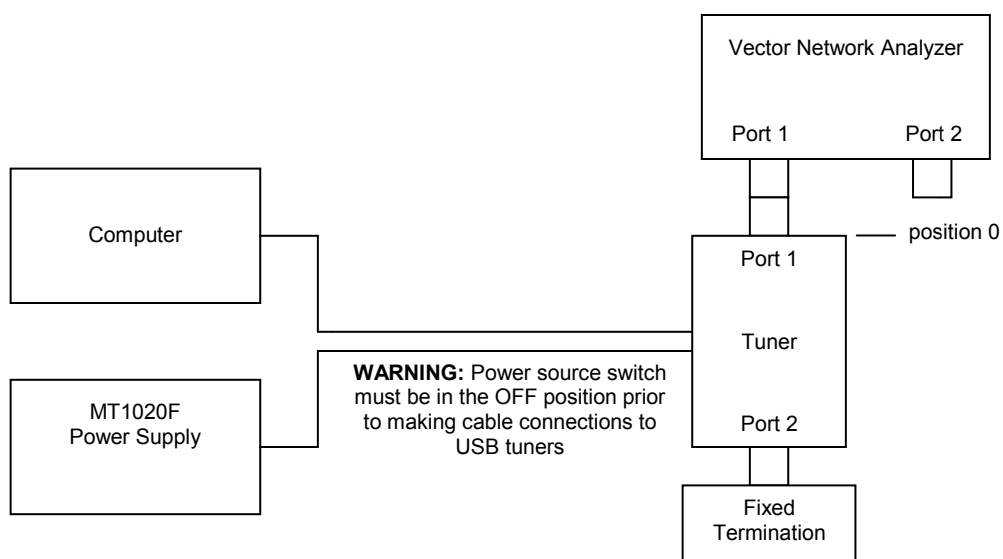 Vector Network Analyzer
Port 1
Port 2
Computer
position 0
Port 1
Tuner
WARNING: Power source switch
must be in the OFF position prior
to making cable connections to
USB tuners
MT1020F
Power Supply
Port 2
Fixed
Termination